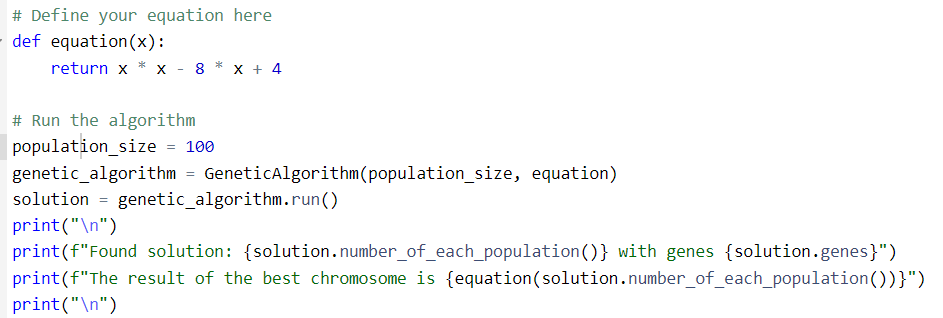 # Define your equation here
def equation(x):
    return x * x - 8 * x + 4

# Run the algorithm
population_size = 100
genetic_algorithm = GeneticAlgorithm(population_size, equation)
solution = genetic_algorithm.run()
print("\n")
print(f"Found solution: {solution.number_of_each_population()} with genes {solution.genes}")
print(f"The result of the best chromosome is {equation(solution.number_of_each_population())}")
print("\n")